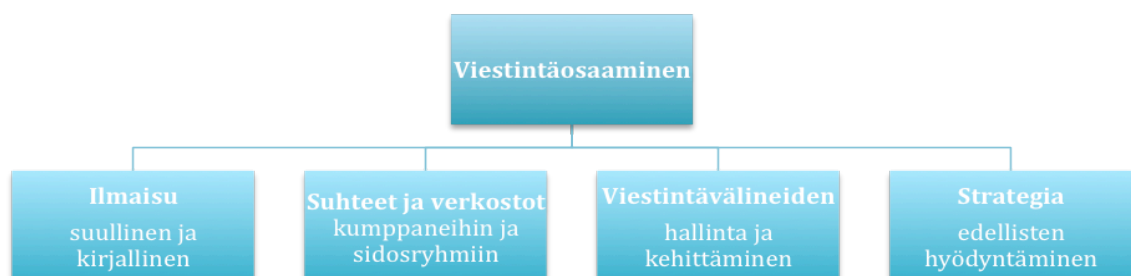 Viestintäosaaminen
Ilmaisu
suullinen ja
kirjallinen
Suhteet ja verkostot
kumppaneihin ja
sidosryhmiin
Viestintävälineiden
hallinta ja
kehittäminen
Strategia
edellisten
hyödyntäminen